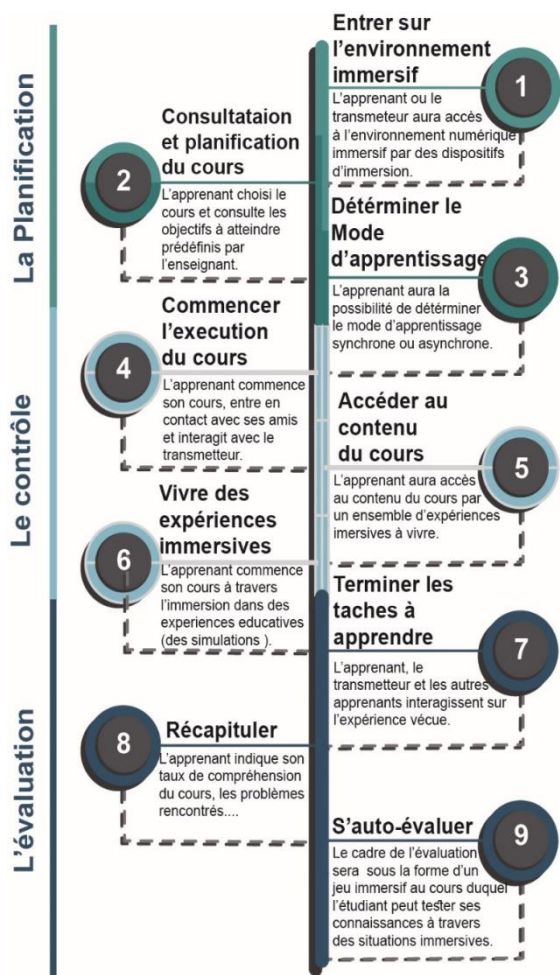 La Planification
1
Entrer sur
l'environnement
immersif
L'apprenant ou le
transmeteur aura accès
à l'environnement numérique
immersif par des dispositifs
d'immersion.
2
Consultataion
et planification
du cours
L'apprenant choisi le
cours et consulte les
objectifs à atteindre
prédéfinis par
l'enseignant.
3
Détérminer le
Mode
d'apprentissage
L'apprenant aura la
possibilité de détérminer
le mode d'apprentissage
synchrone ou asynchrone.
Le contrôle
4
Commencer
l'execution
du cours
L'apprenant commence
son cours, entre en
contact avec ses amis
et interagit avec le
transmetteur.
5
Accéder au
contenu
du cours
L'apprenant aura accès
au contenu du cours par
un ensemble d'expériences
imersives à vivre.
6
Vivre des
expériences
immersives
L'apprenant commence
son cours à travers
l'immersion dans des
experiences educatives
(des simulations ).
L'évaluation
7
Terminer les
taches à
apprendre
L'apprenant, le
transmetteur et les autres
apprenants interagissent sur
l'expérience vécue.
8
Récapituler
L'apprenant indique son
taux de compréhension
du cours, les problèmes
rencontrés....
9
S'auto-évaluer
Le cadre de l'évaluation
sera sous la forme d'un
jeu immersif au cours duquel
l'étudiant peut tester ses
connaissances à travers
des situations immersives.